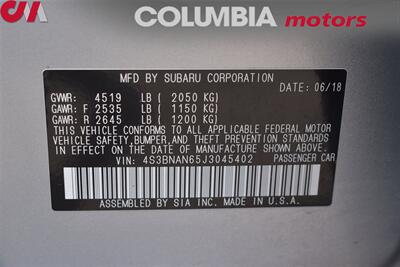 CM COLUMBIA motors
MFD BY SUBARU CORPORATION
DATE: 06/18
GVWR: 4519 LB ( 2050 KG)
GAWR: F 2535 LB ( 1150 KG)
GAWR: R 2645 LB ( 1200 KG)
THIS VEHICLE CONFORMS TO ALL APPLICABLE FEDERAL MOTOR
VEHICLE SAFETY, BUMPER, AND THEFT PREVENTION STANDARDS
IN EFFECT ON THE DATE OF MANUFACTURE SHOWN ABOVE.
VIN: 4S3BNAN65J3045402 PASSENGER CAR
ASSEMBLED BY SIA INC. MADE IN U.S.A.